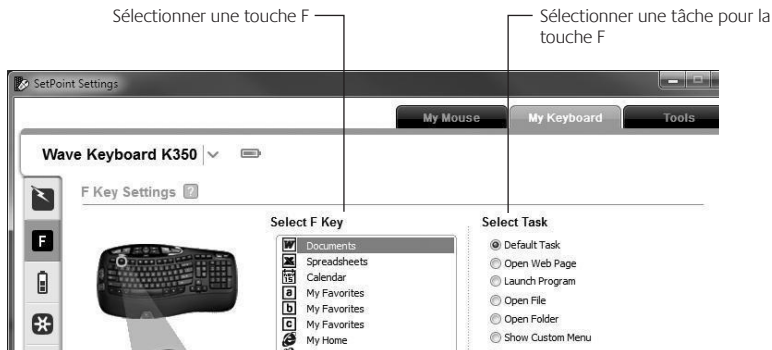 Sélectionner une touche F
Sélectionner une tâche pour la
touche F
SetPoint Settings
My Mouse
My Keyboard
Tools
Wave Keyboard K350
F Key Settings ?
F
Select F Key
Documents
Spreadsheets
Calendar
My Favorites
My Favorites
My Favorites
My Home
Select Task
Default Task
Open Web Page
Launch Program
Open File
Open Folder
Show Custom Menu